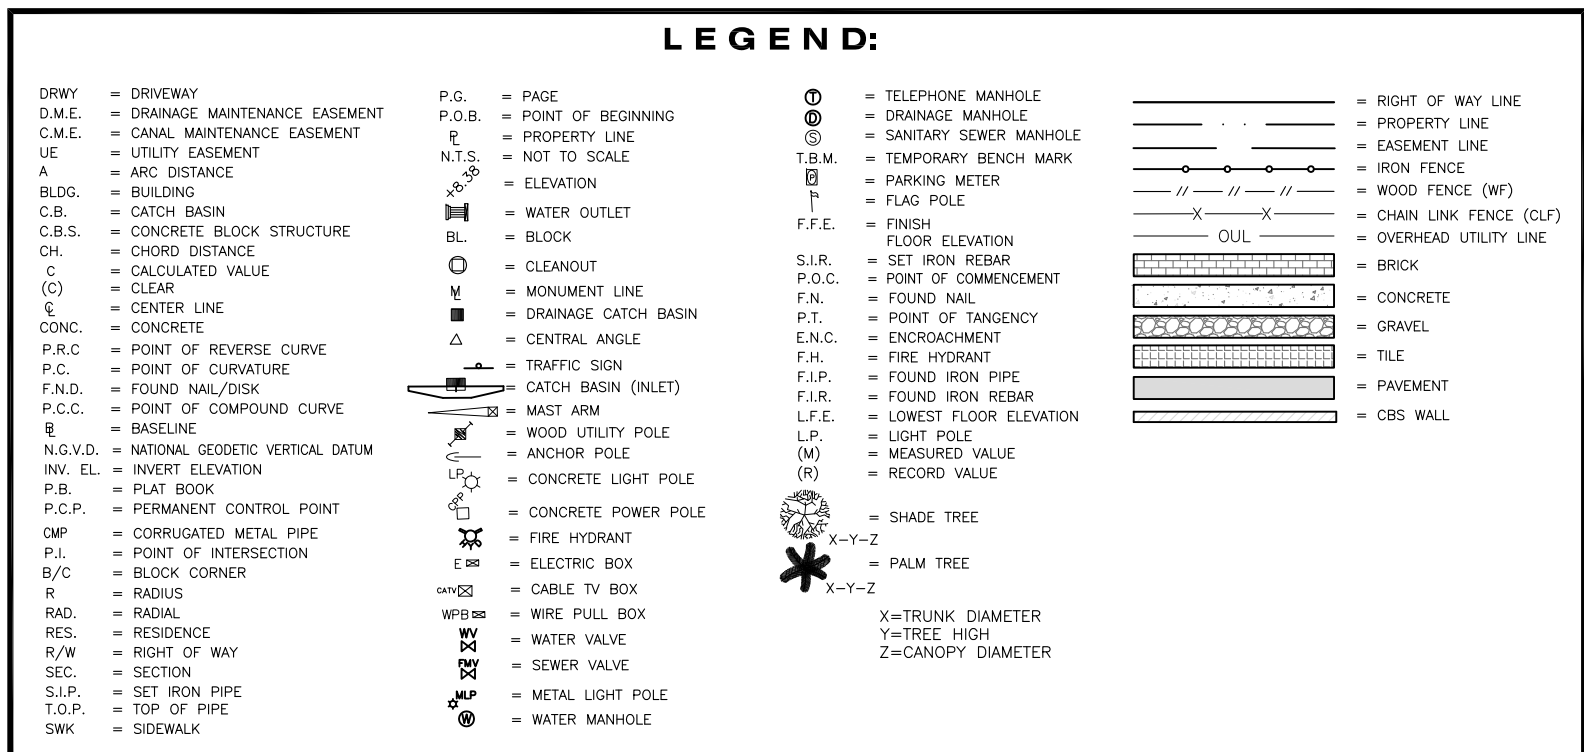 LEGEND:
DRWY = DRIVEWAY
D.M.E. = DRAINAGE MAINTENANCE EASEMENT
C.M.E. = CANAL MAINTENANCE EASEMENT
UE = UTILITY EASEMENT
A = ARC DISTANCE
BLDG. = BUILDING
C.B. = CATCH BASIN
C.B.S. = CONCRETE BLOCK STRUCTURE
CH. = CHORD DISTANCE
C = CALCULATED VALUE
(C) = CLEAR
℄ = CENTER LINE
CONC. = CONCRETE
P.R.C = POINT OF REVERSE CURVE
P.C. = POINT OF CURVATURE
F.N.D. = FOUND NAIL/DISK
P.C.C. = POINT OF COMPOUND CURVE
BL = BASELINE
N.G.V.D. = NATIONAL GEODETIC VERTICAL DATUM
INV. EL. = INVERT ELEVATION
P.B. = PLAT BOOK
P.C.P. = PERMANENT CONTROL POINT
CMP = CORRUGATED METAL PIPE
P.I. = POINT OF INTERSECTION
B/C = BLOCK CORNER
R = RADIUS
RAD. = RADIAL
RES. = RESIDENCE
R/W = RIGHT OF WAY
SEC. = SECTION
S.I.P. = SET IRON PIPE
T.O.P. = TOP OF PIPE
SWK = SIDEWALK
P.G. = PAGE
P.O.B. = POINT OF BEGINNING
PL = PROPERTY LINE
N.T.S. = NOT TO SCALE
+8.38 = ELEVATION
= WATER OUTLET
BL. = BLOCK
= CLEANOUT
ML = MONUMENT LINE
= DRAINAGE CATCH BASIN
△ = CENTRAL ANGLE
= TRAFFIC SIGN
= CATCH BASIN (INLET)
= MAST ARM
= WOOD UTILITY POLE
= ANCHOR POLE
LP = CONCRETE LIGHT POLE
CPP = CONCRETE POWER POLE
= FIRE HYDRANT
E = ELECTRIC BOX
CATV = CABLE TV BOX
WPB = WIRE PULL BOX
WV = WATER VALVE
FMV = SEWER VALVE
MLP = METAL LIGHT POLE
W = WATER MANHOLE
T = TELEPHONE MANHOLE
D = DRAINAGE MANHOLE
S = SANITARY SEWER MANHOLE
T.B.M. = TEMPORARY BENCH MARK
P = PARKING METER
= FLAG POLE
F.F.E. = FINISH
FLOOR ELEVATION
S.I.R. = SET IRON REBAR
P.O.C. = POINT OF COMMENCEMENT
F.N. = FOUND NAIL
P.T. = POINT OF TANGENCY
E.N.C. = ENCROACHMENT
F.H. = FIRE HYDRANT
F.I.P. = FOUND IRON PIPE
F.I.R. = FOUND IRON REBAR
L.F.E. = LOWEST FLOOR ELEVATION
L.P. = LIGHT POLE
(M) = MEASURED VALUE
(R) = RECORD VALUE
= SHADE TREE
X-Y-Z
= PALM TREE
X-Y-Z
X=TRUNK DIAMETER
Y=TREE HIGH
Z=CANOPY DIAMETER
= RIGHT OF WAY LINE
= PROPERTY LINE
= EASEMENT LINE
= IRON FENCE
// // // = WOOD FENCE (WF)
X X = CHAIN LINK FENCE (CLF)
OUL = OVERHEAD UTILITY LINE
= BRICK
= CONCRETE
= GRAVEL
= TILE
= PAVEMENT
= CBS WALL